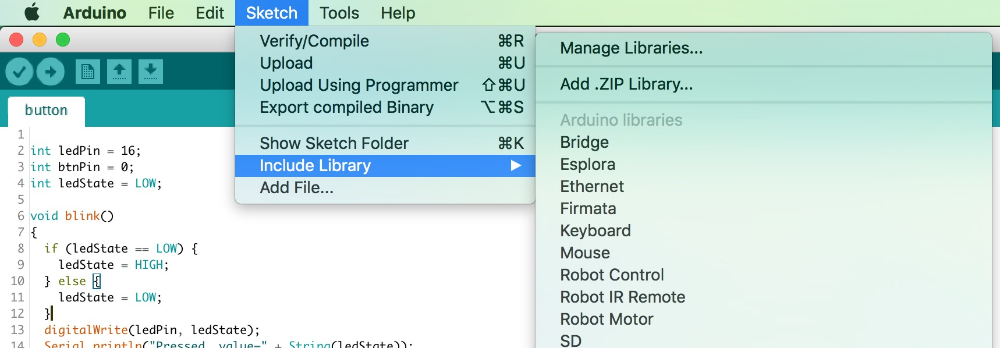 Arduino File Edit Sketch Tools Help
Verify/Compile ⌘R
Upload ⌘U
Upload Using Programmer ⇧⌘U
Export compiled Binary ⌥⌘S
Show Sketch Folder ⌘K
Include Library ▶
Add File...
Manage Libraries...
Add .ZIP Library...
Arduino libraries
Bridge
Esplora
Ethernet
Firmata
Keyboard
Mouse
Robot Control
Robot IR Remote
Robot Motor
SD
button
1
2 int ledPin = 16;
3 int btnPin = 0;
4 int ledState = LOW;
5
6 void blink()
7 {
8 if (ledState == LOW) {
9 ledState = HIGH;
10 } else {
11 ledState = LOW;
12 }
13 digitalWrite(ledPin, ledState);
14 Serial.println("Pressed, value=" + String(ledState));